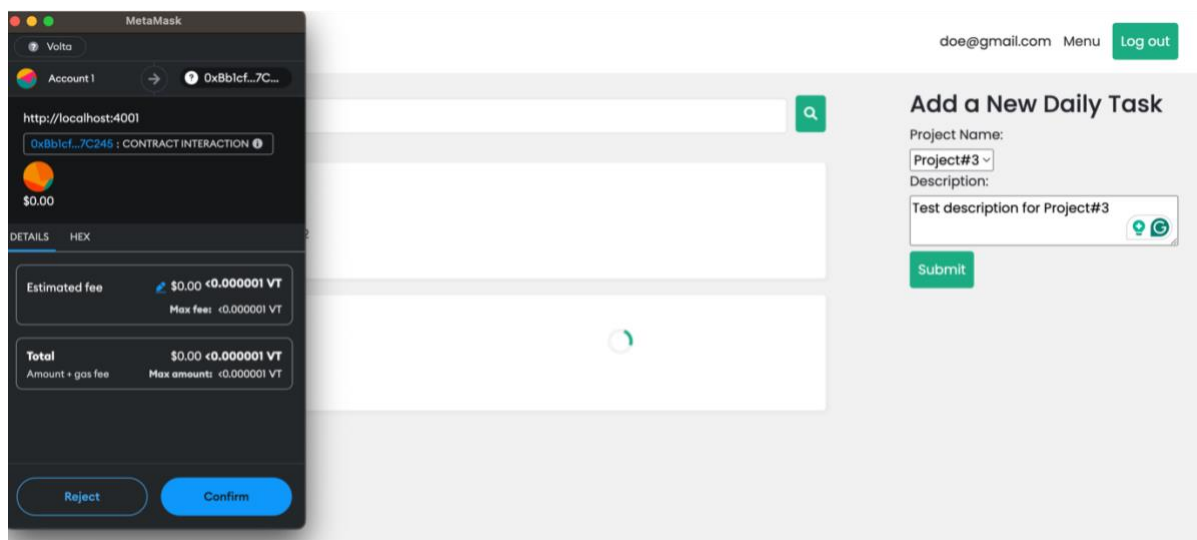 MetaMask
Volta
Account 1
0xBb1cf...7C...
http://localhost:4001
0xBb1cf...7C245 : CONTRACT INTERACTION
$0.00
DETAILS HEX
Estimated fee $0.00 <0.000001 VT
Max fee: <0.000001 VT
Total $0.00 <0.000001 VT
Amount + gas fee Max amount: <0.000001 VT
Reject Confirm
doe@gmail.com Menu Log out
Add a New Daily Task
Project Name:
Project#3
Description:
Test description for Project#3
Submit